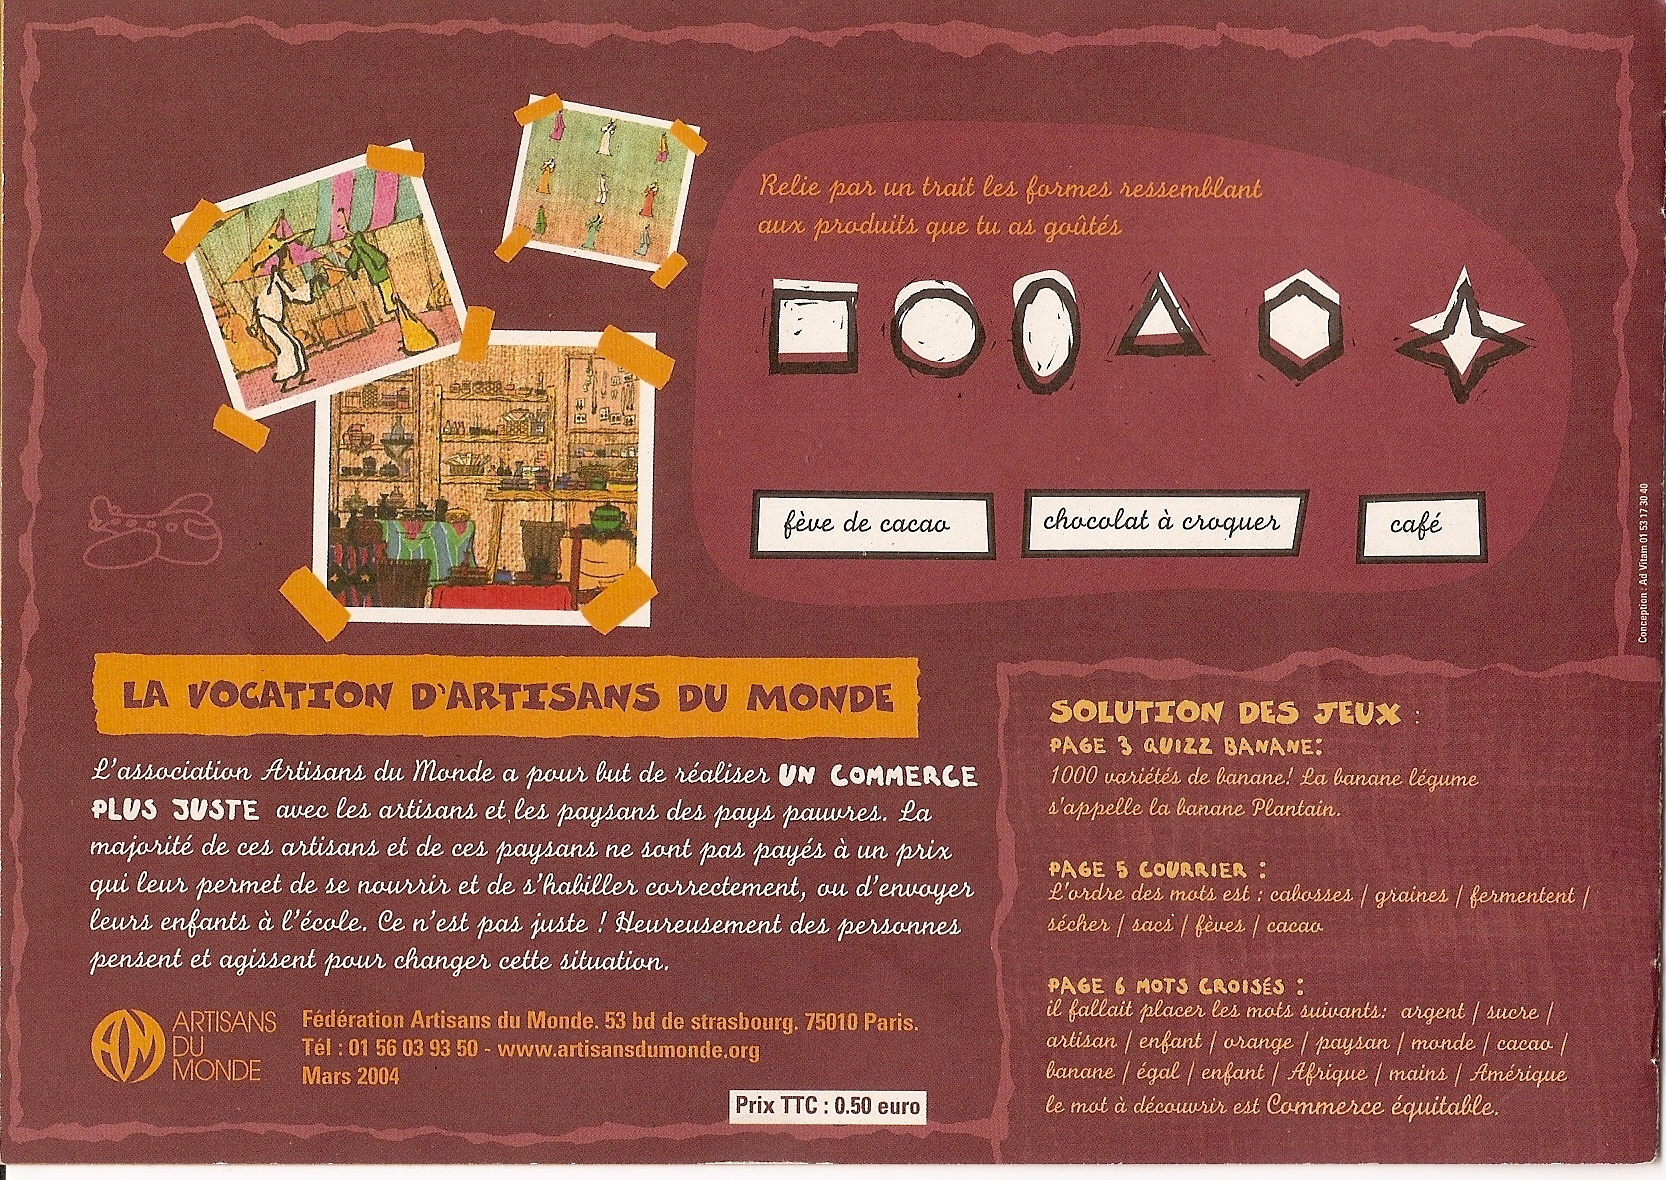 Relie par un trait les formes ressemblant
aux produits que tu as goûtés
fève de cacao
chocolat à croquer
café
Conception : Ad Vitam 01 53 17 30 40
LA VOCATION D'ARTISANS DU MONDE
L'association Artisans du Monde a pour but de réaliser UN COMMERCE
PLUS JUSTE avec les artisans et les paysans des pays pauvres. La
majorité de ces artisans et de ces paysans ne sont pas payés à un prix
qui leur permet de se nourrir et de s'habiller correctement, ou d'envoyer
leurs enfants à l'école. Ce n'est pas juste ! Heureusement des personnes
pensent et agissent pour changer cette situation.
ARTISANS
DU
MONDE
Fédération Artisans du Monde. 53 bd de strasbourg. 75010 Paris.
Tél : 01 56 03 93 50 - www.artisansdumonde.org
Mars 2004
Prix TTC : 0.50 euro
SOLUTION DES JEUX :
PAGE 3 QUIZZ BANANE:
1000 variétés de banane! La banane légume
s'appelle la banane Plantain.
PAGE 5 COURRIER :
L'ordre des mots est : cabosses / graines / fermentent /
sécher / sacs / fèves / cacao
PAGE 6 MOTS CROISÉS :
il fallait placer les mots suivants: argent / sucre /
artisan / enfant / orange / paysan / monde / cacao /
banane / égal / enfant / Afrique / mains / Amérique
le mot à découvrir est Commerce équitable.